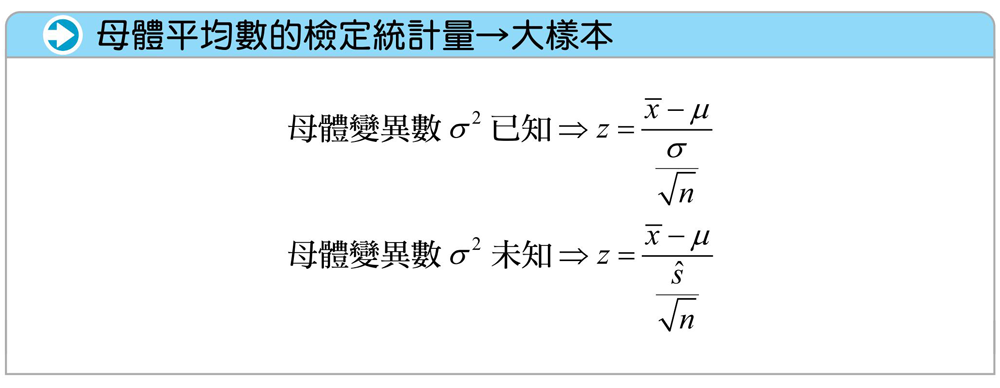 母體平均數的檢定統計量→大樣本
母體變異數 σ² 已知 ⇒ z = (x̄ − μ) / (σ / √n)
母體變異數 σ² 未知 ⇒ z = (x̄ − μ) / (ŝ / √n)